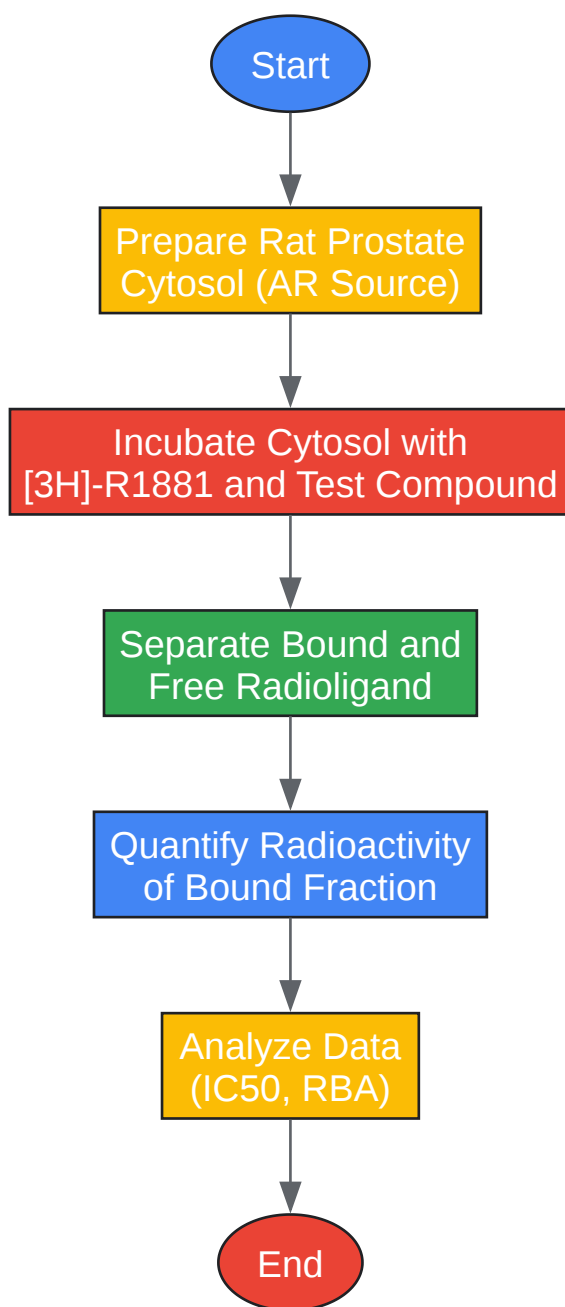 Start
Prepare Rat Prostate
Cytosol (AR Source)
Incubate Cytosol with
[3H]-R1881 and Test Compound
Separate Bound and
Free Radioligand
Quantify Radioactivity
of Bound Fraction
Analyze Data
(IC50, RBA)
End